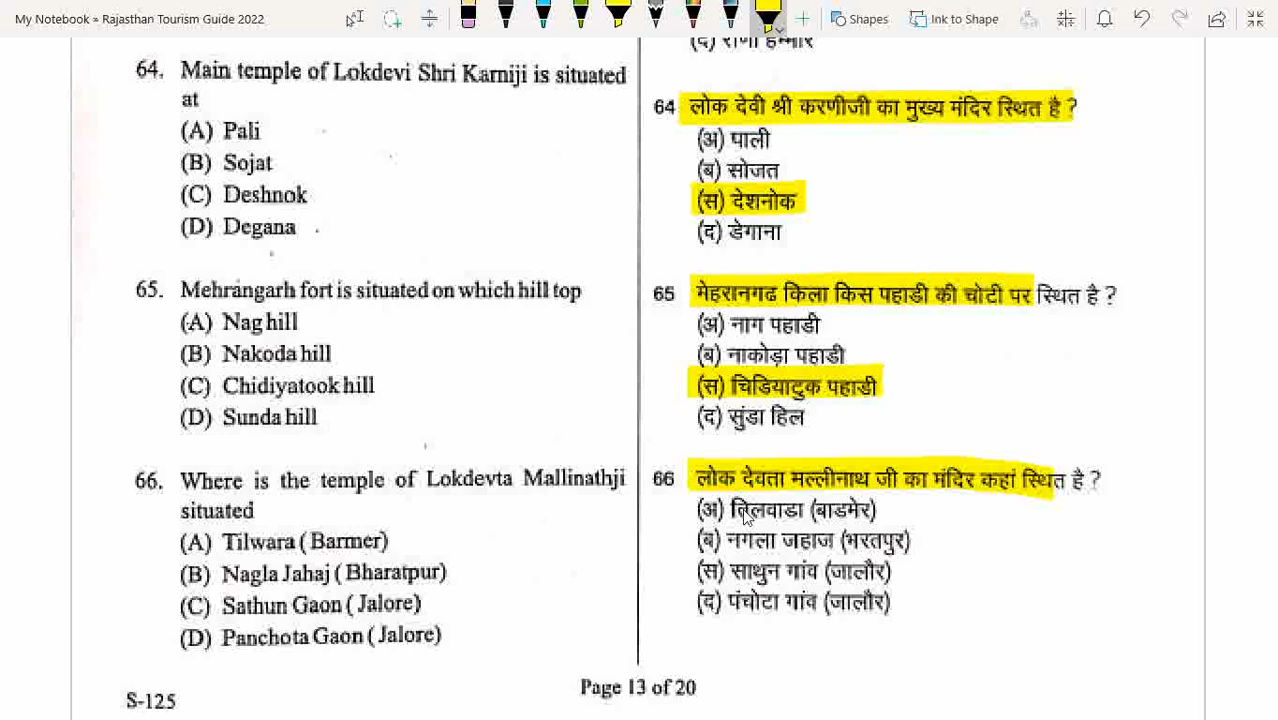 My Notebook » Rajasthan Tourism Guide 2022
Shapes
Ink to Shape
64. Main temple of Lokdevi Shri Karniji is situated
at
(A) Pali
(B) Sojat
(C) Deshnok
(D) Degana
65. Mehrangarh fort is situated on which hill top
(A) Nag hill
(B) Nakoda hill
(C) Chidiyatook hill
(D) Sunda hill
66. Where is the temple of Lokdevta Mallinathji
situated
(A) Tilwara ( Barmer)
(B) Nagla Jahaj ( Bharatpur)
(C) Sathun Gaon ( Jalore)
(D) Panchota Gaon ( Jalore)
(द) राणा हम्मीर
64 लोक देवी श्री करणीजी का मुख्य मंदिर स्थित है ?
(अ) पाली
(ब) सोजत
(स) देशनोक
(द) डेगाना
65 मेहरानगढ किला किस पहाडी की चोटी पर स्थित है ?
(अ) नाग पहाडी
(ब) नाकोड़ा पहाडी
(स) चिडियाटुक पहाडी
(द) सुंडा हिल
66 लोक देवता मल्लीनाथ जी का मंदिर कहां स्थित है ?
(अ) तिलवाडा (बाडमेर)
(ब) नगला जहाज (भरतपुर)
(स) साथुन गांव (जालौर)
(द) पंचोटा गांव (जालौर)
S-125
Page 13 of 20